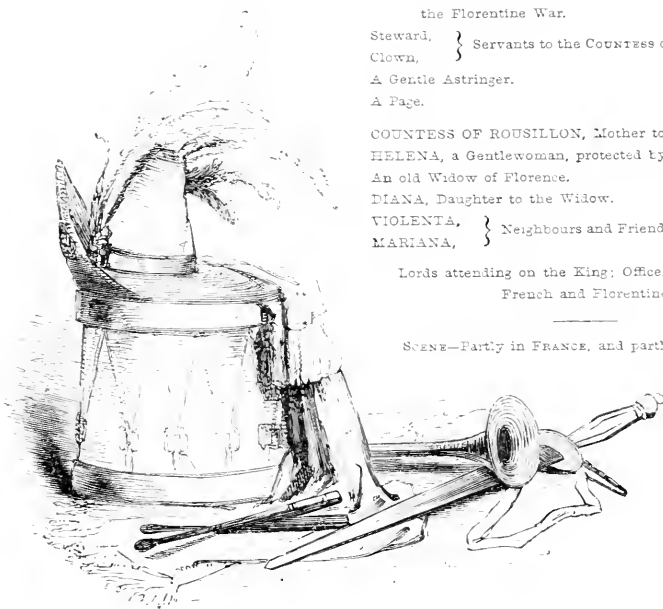 the Florentine War.
Steward,
Clown,
} Servants to the COUNTESS o
A Gentle Astringer.
A Page.
COUNTESS OF ROUSILLON, Mother to
HELENA, a Gentlewoman, protected by
An old Widow of Florence.
DIANA, Daughter to the Widow.
VIOLENTA,
MARIANA,
} Neighbours and Friend
Lords attending on the King; Office
French and Florentine
SCENE—Partly in FRANCE, and partl